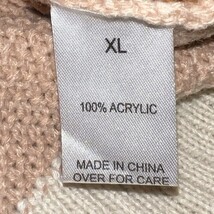 XL
100% ACRYLIC
MADE IN CHINA
OVER FOR CARE